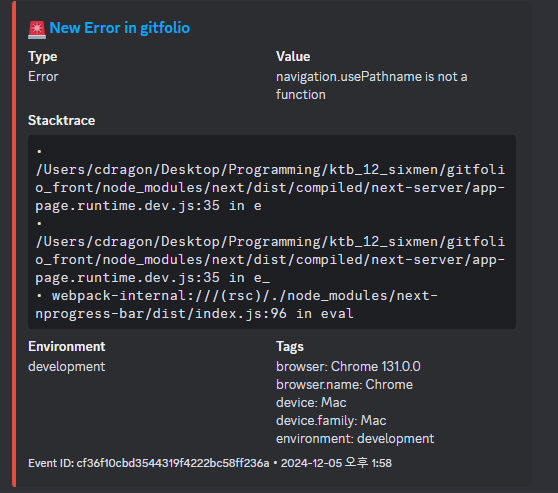 🚨 New Error in gitfolio
Type
Value
Error
navigation.usePathname is not a
function
Stacktrace
•
/Users/cdragon/Desktop/Programming/ktb_12_sixmen/gitfoli
o_front/node_modules/next/dist/compiled/next-server/app-
page.runtime.dev.js:35 in e
•
/Users/cdragon/Desktop/Programming/ktb_12_sixmen/gitfoli
o_front/node_modules/next/dist/compiled/next-server/app-
page.runtime.dev.js:35 in e_
• webpack-internal:///(rsc)/./node_modules/next-
nprogress-bar/dist/index.js:96 in eval
Environment
Tags
development
browser: Chrome 131.0.0
browser.name: Chrome
device: Mac
device.family: Mac
environment: development
Event ID: cf36f10cbd3544319f4222bc58ff236a • 2024-12-05 오후 1:58